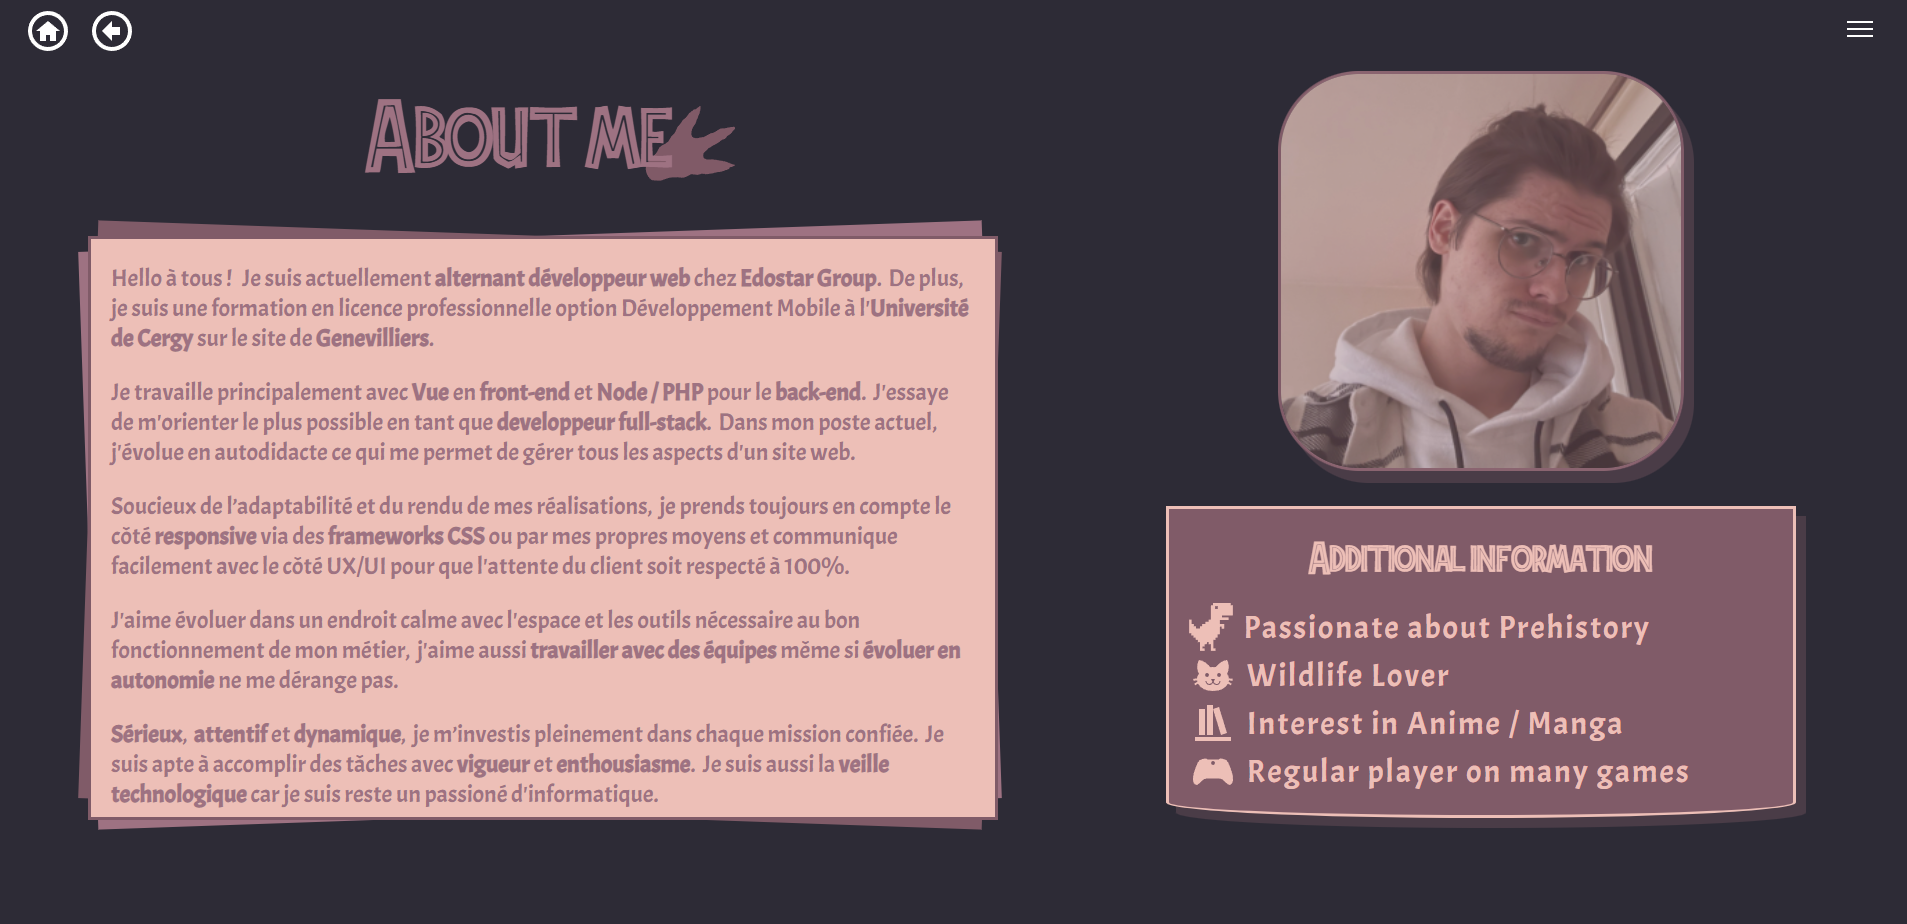 About me
Hello à tous ! Je suis actuellement alternant développeur web chez Edostar Group. De plus,
je suis une formation en licence professionnelle option Développement Mobile à l'Université
de Cergy sur le site de Genevilliers.
Je travaille principalement avec Vue en front-end et Node / PHP pour le back-end. J'essaye
de m'orienter le plus possible en tant que developpeur full-stack. Dans mon poste actuel,
j'évolue en autodidacte ce qui me permet de gérer tous les aspects d'un site web.
Soucieux de l’adaptabilité et du rendu de mes réalisations, je prends toujours en compte le
côté responsive via des frameworks CSS ou par mes propres moyens et communique
facilement avec le côté UX/UI pour que l'attente du client soit respecté à 100%.
J'aime évoluer dans un endroit calme avec l'espace et les outils nécessaire au bon
fonctionnement de mon métier, j'aime aussi travailler avec des équipes même si évoluer en
autonomie ne me dérange pas.
Sérieux, attentif et dynamique, je m’investis pleinement dans chaque mission confiée. Je
suis apte à accomplir des tâches avec vigueur et enthousiasme. Je suis aussi la veille
technologique car je suis reste un passioné d'informatique.
Additional information
Passionate about Prehistory
Wildlife Lover
Interest in Anime / Manga
Regular player on many games